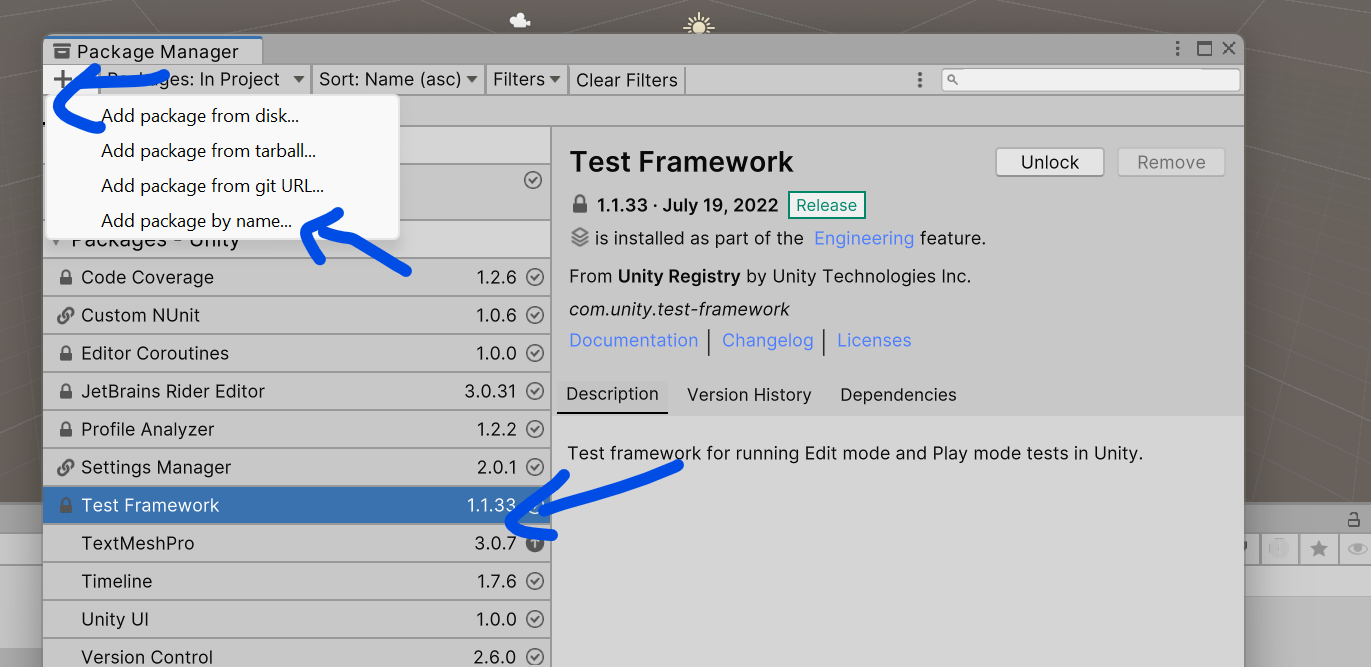 Package Manager
+ Packages: In Project Sort: Name (asc) Filters Clear Filters
Add package from disk...
Add package from tarball...
Add package from git URL...
Add package by name...
Packages - Unity
Code Coverage 1.2.6
Custom NUnit 1.0.6
Editor Coroutines 1.0.0
JetBrains Rider Editor 3.0.31
Profile Analyzer 1.2.2
Settings Manager 2.0.1
Test Framework 1.1.33
TextMeshPro 3.0.7
Timeline 1.7.6
Unity UI 1.0.0
Version Control 2.6.0
Test Framework
Unlock Remove
1.1.33 · July 19, 2022 Release
is installed as part of the Engineering feature.
From Unity Registry by Unity Technologies Inc.
com.unity.test-framework
Documentation | Changelog | Licenses
Description Version History Dependencies
Test framework for running Edit mode and Play mode tests in Unity.